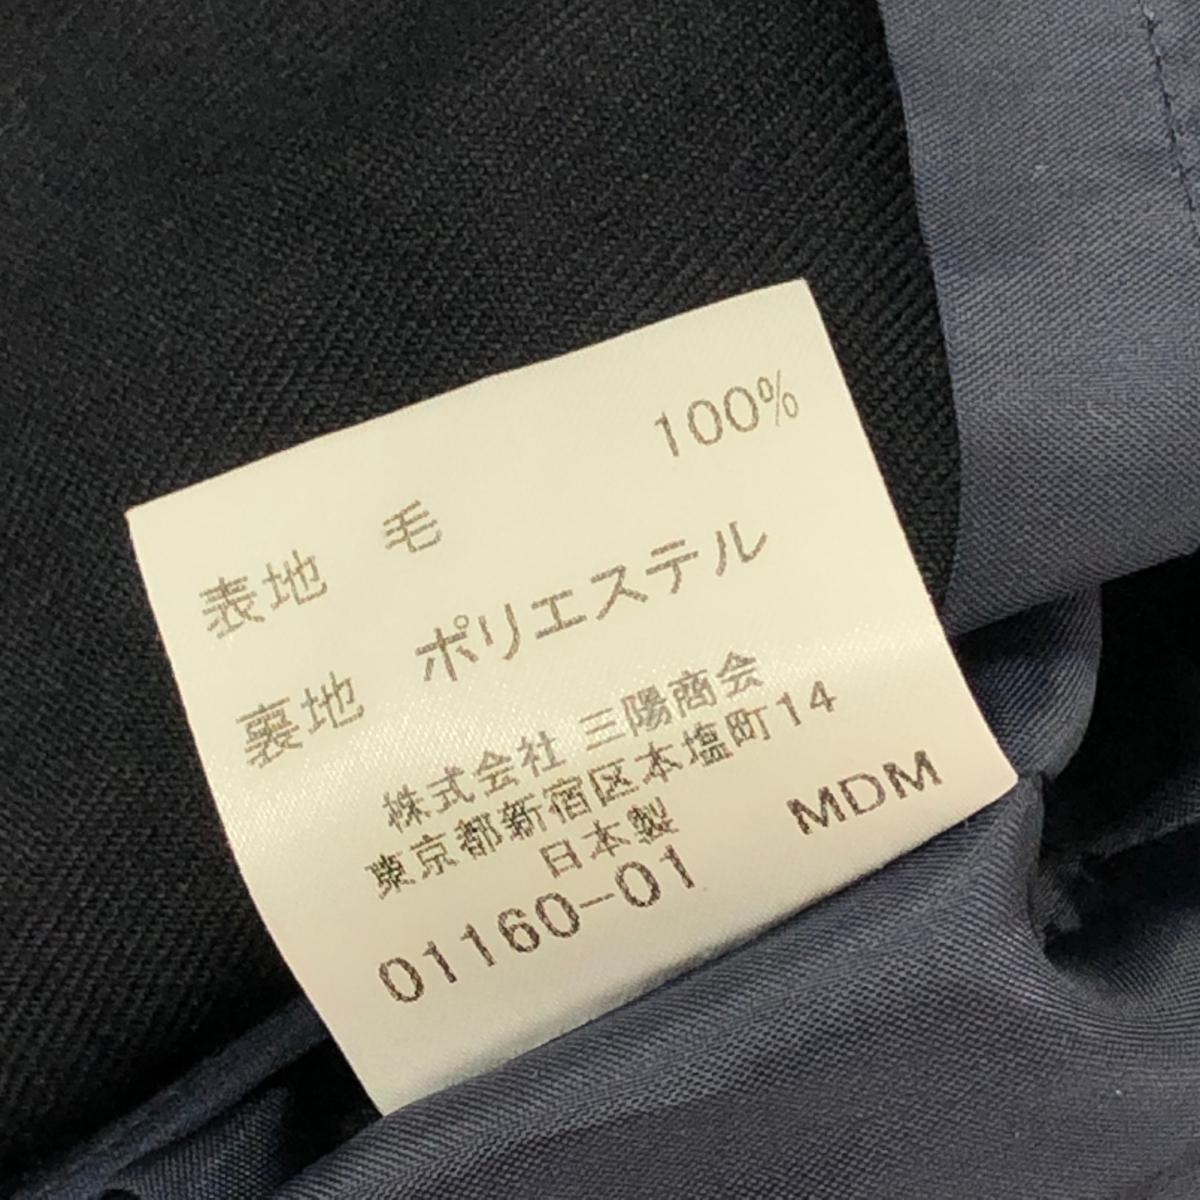 表地 毛 100%
裏地 ポリエステル
株式会社 三陽商会
東京都新宿区本塩町14
日本製 MDM
01160-01